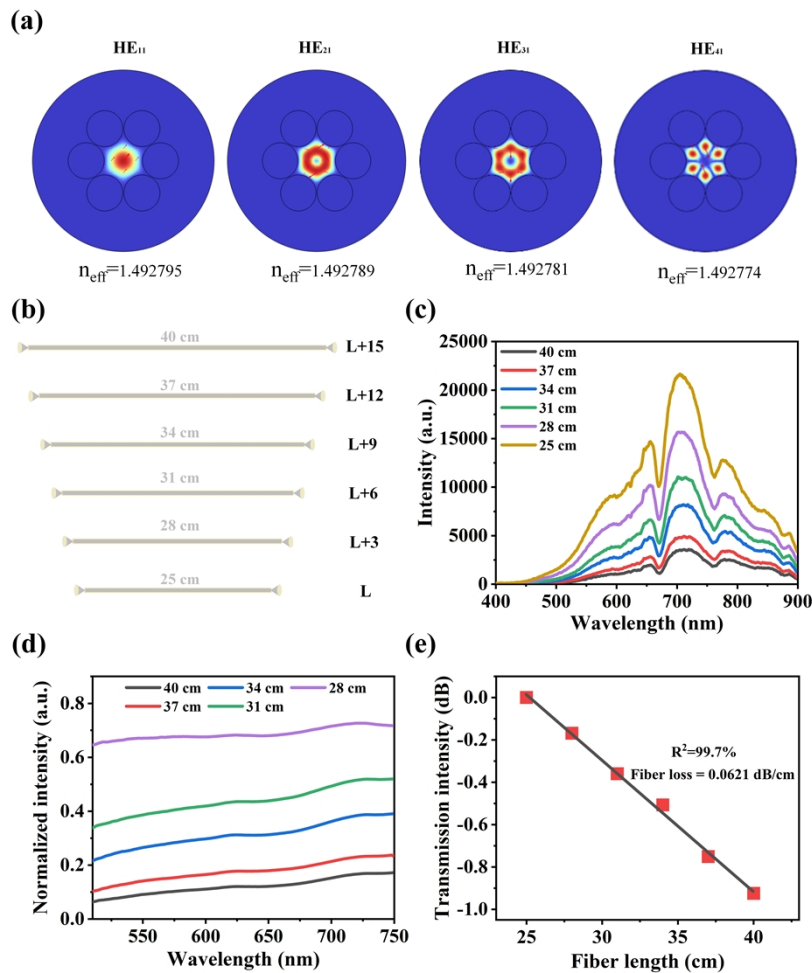 (a)
HE₁₁ HE₂₁ HE₃₁ HE₄₁
nₑff=1.492795 nₑff=1.492789 nₑff=1.492781 nₑff=1.492774
(b)
40 cm L+15
37 cm L+12
34 cm L+9
31 cm L+6
28 cm L+3
25 cm L
(c)
25000
20000
15000
10000
5000
0
Intensity (a.u.)
40 cm
37 cm
34 cm
31 cm
28 cm
25 cm
400 500 600 700 800 900
Wavelength (nm)
(d)
0.8
0.6
0.4
0.2
0.0
Normalized intensity (a.u.)
40 cm 34 cm 28 cm
37 cm 31 cm
550 600 650 700 750
Wavelength (nm)
(e)
0.0
-0.2
-0.4
-0.6
-0.8
-1.0
Transmission intensity (dB)
R²=99.7%
Fiber loss = 0.0621 dB/cm
25 30 35 40
Fiber length (cm)